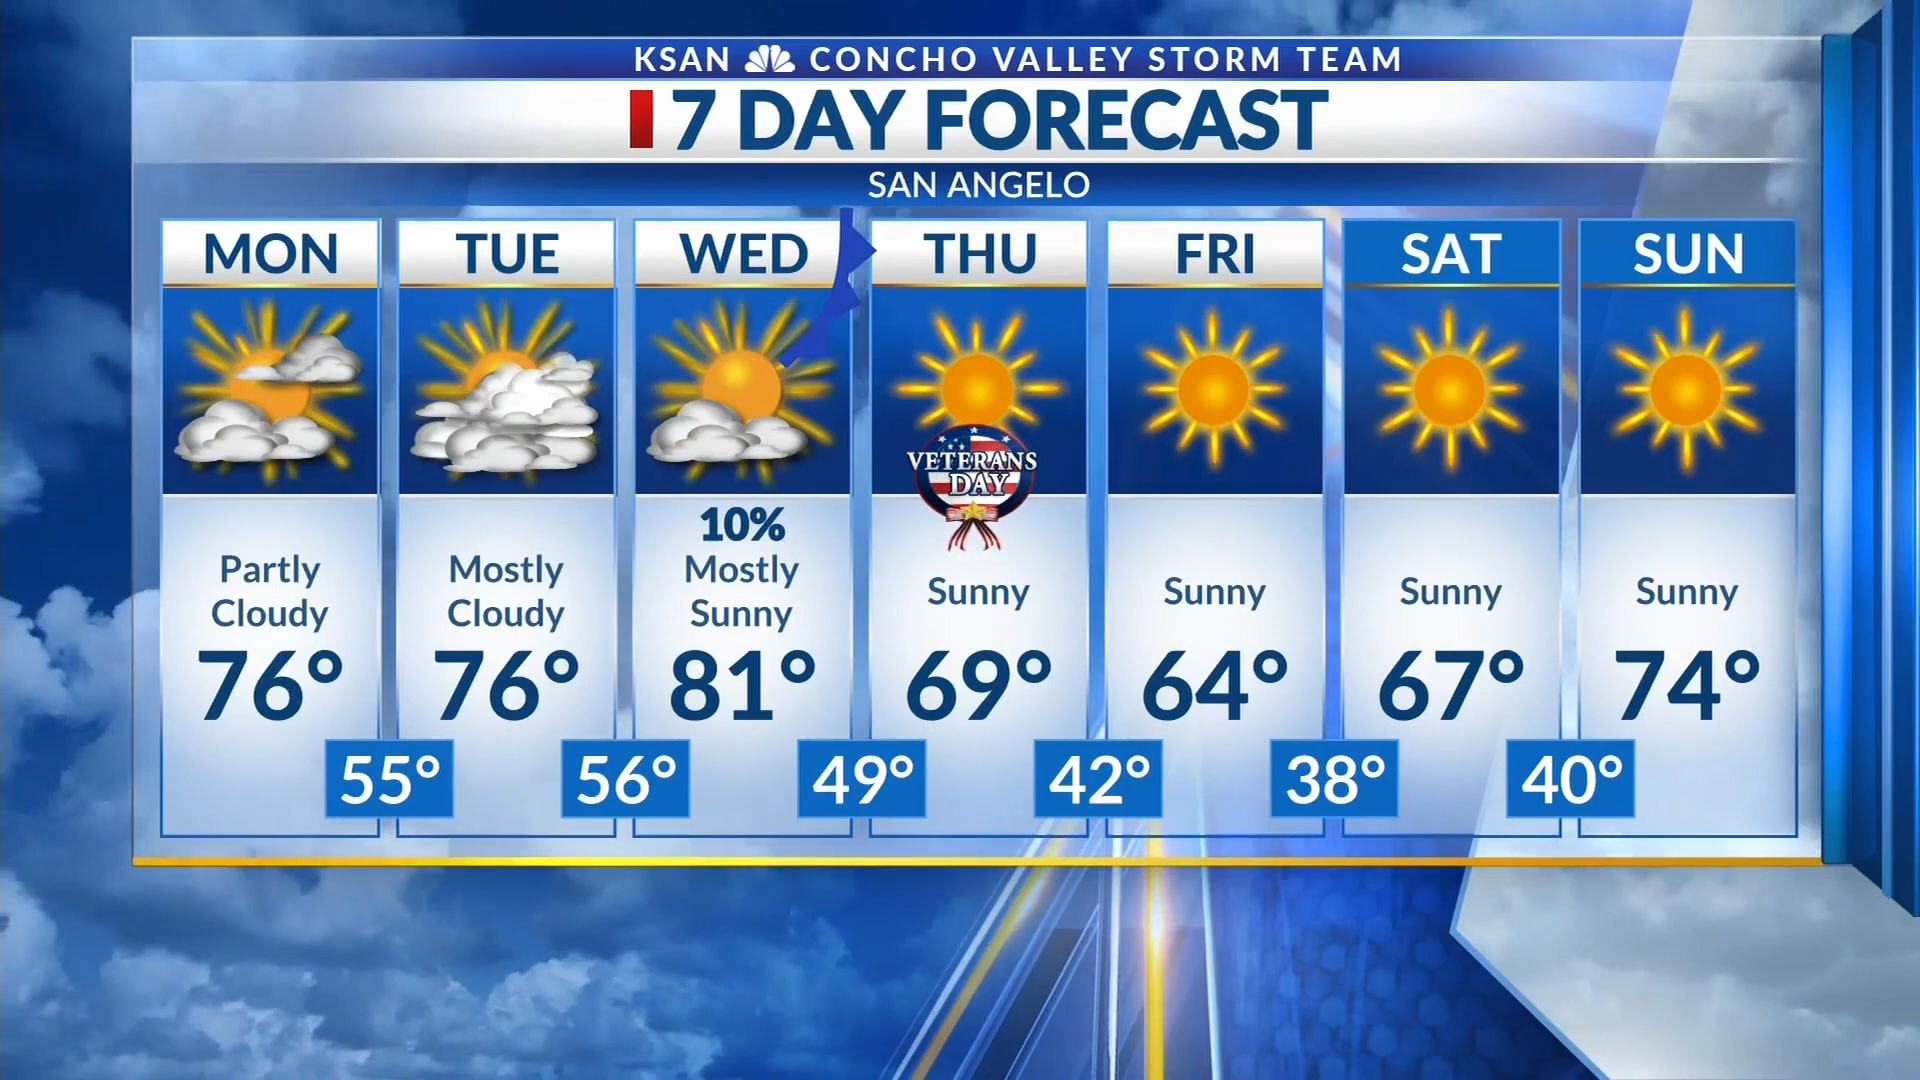 KSAN CONCHO VALLEY STORM TEAM
7 DAY FORECAST
SAN ANGELO
MON TUE WED THU FRI SAT SUN
VETERANS
DAY
10%
Partly Mostly Mostly
Cloudy Cloudy Sunny Sunny Sunny Sunny Sunny
76° 76° 81° 69° 64° 67° 74°
55° 56° 49° 42° 38° 40°